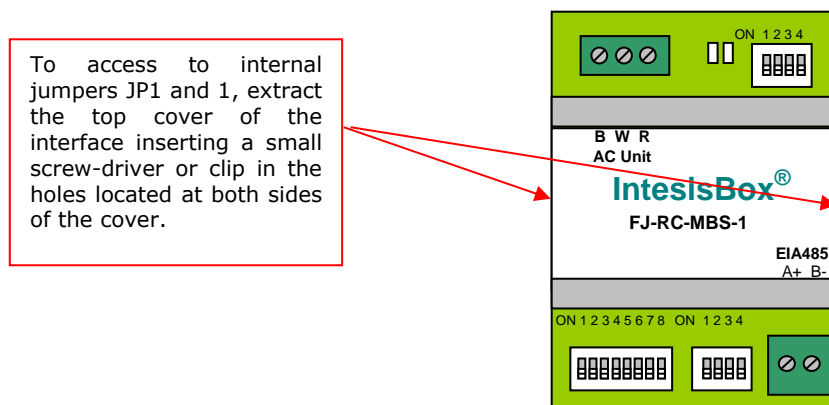 To access to internal
jumpers JP1 and 1, extract
the top cover of the
interface inserting a small
screw-driver or clip in the
holes located at both sides
of the cover.
ON 1 2 3 4
B W R
AC Unit
IntesisBox®
FJ-RC-MBS-1
EIA485
A+ B-
ON 1 2 3 4 5 6 7 8 ON 1 2 3 4